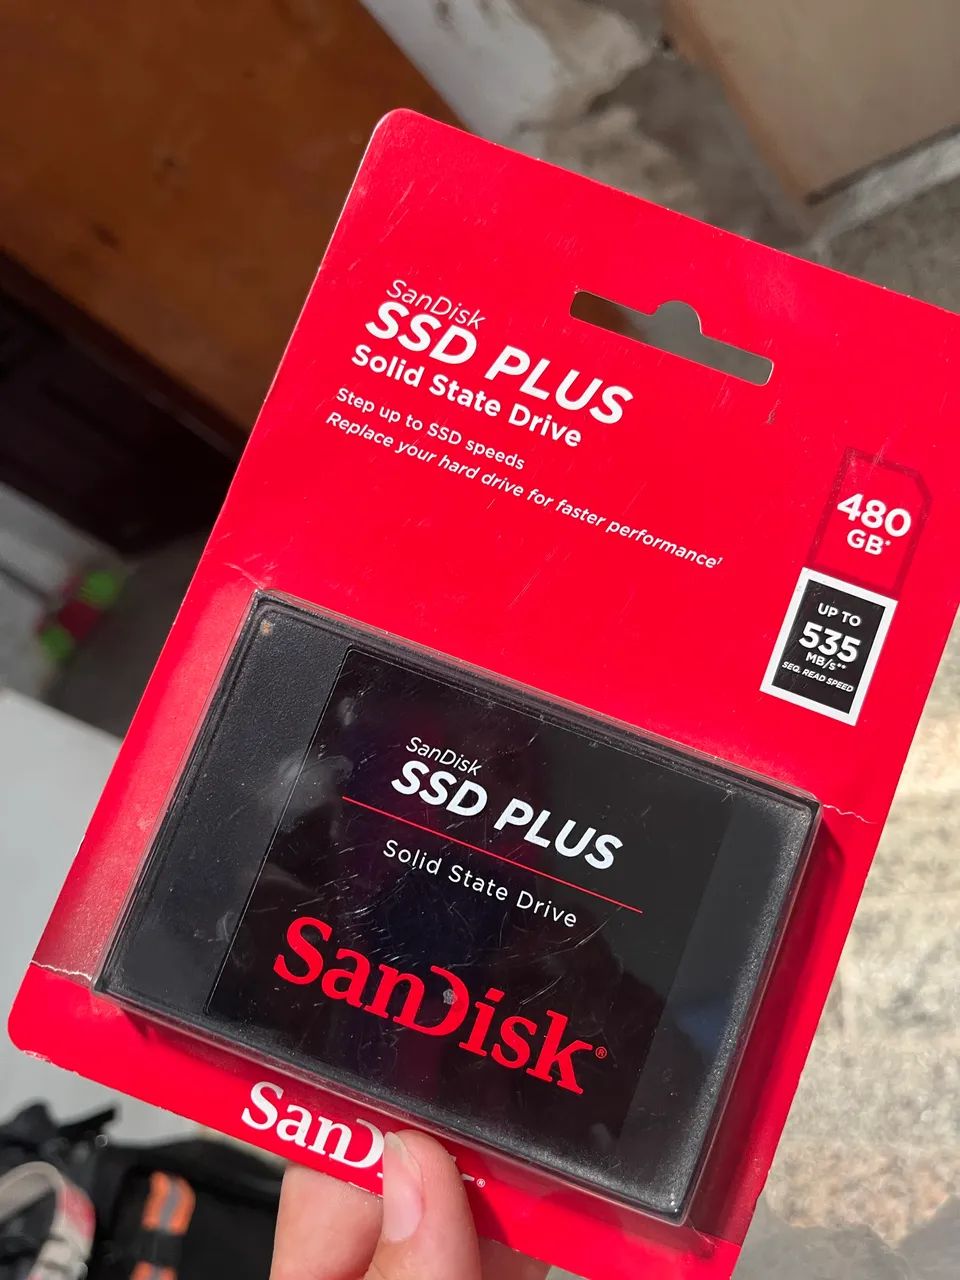 SanDisk
SSD PLUS
Solid State Drive
Step up to SSD speeds
Replace your hard drive for faster performance¹
480
GB*
UP TO
535
MB/s**
SEQ. READ SPEED
SanDisk
SSD PLUS
Solid State Drive
SanDisk®